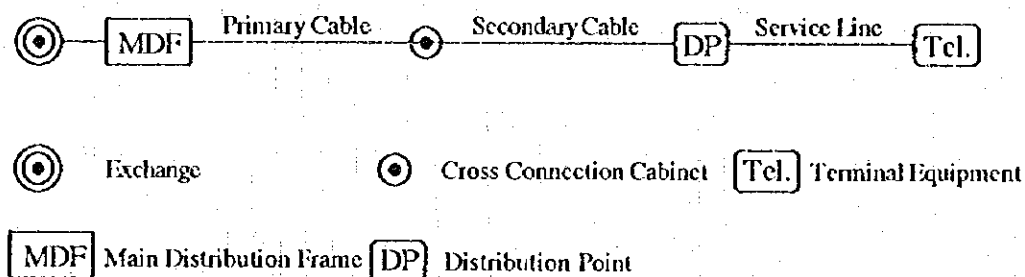 MDF Primary Cable Secondary Cable DP Service Line Tel.
Exchange Cross Connection Cabinet Tel. Terminal Equipment
MDF Main Distribution Frame DP Distribution Point